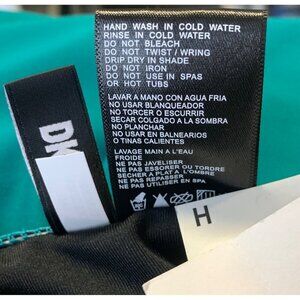 HAND WASH IN COLD WATER
RINSE IN COLD WATER
DO NOT BLEACH
DO NOT TWIST / WRING
DRIP DRY IN SHADE
DO NOT IRON
DO NOT USE IN SPAS
OR HOT TUBS
LAVAR A MANO CON AGUA FRIA
NO USAR BLANQUEADOR
NO TORCER O ESCURRIR
SECAR COLGADO A LA SOMBRA
NO PLANCHAR
NO USAR EN BALNEARIOS
O TINAS CALIENTES
LAVAGE MAIN A L'EAU
FROIDE
NE PAS JAVELISER
NE PAS ESSORER OU TORDRE
SÉCHER A PLAT A L'OMBRE
NE PAS REPASSER
NE PAS UTILISER EN SPA
DK
H